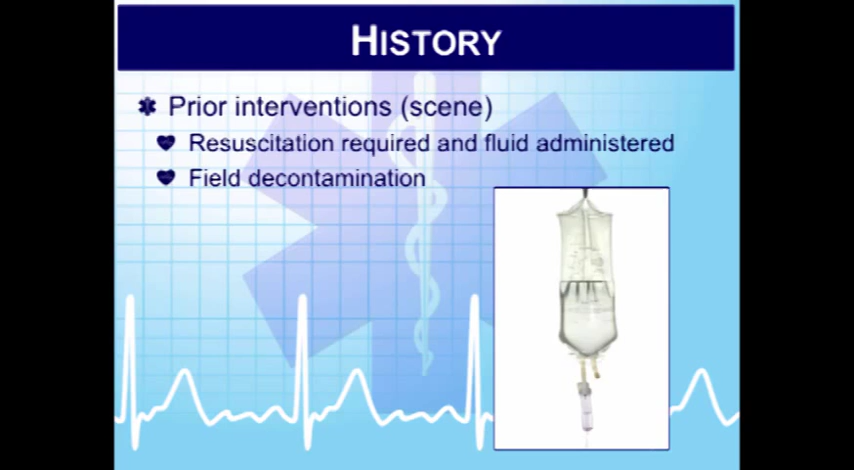 HISTORY
Prior interventions (scene)
Resuscitation required and fluid administered
Field decontamination